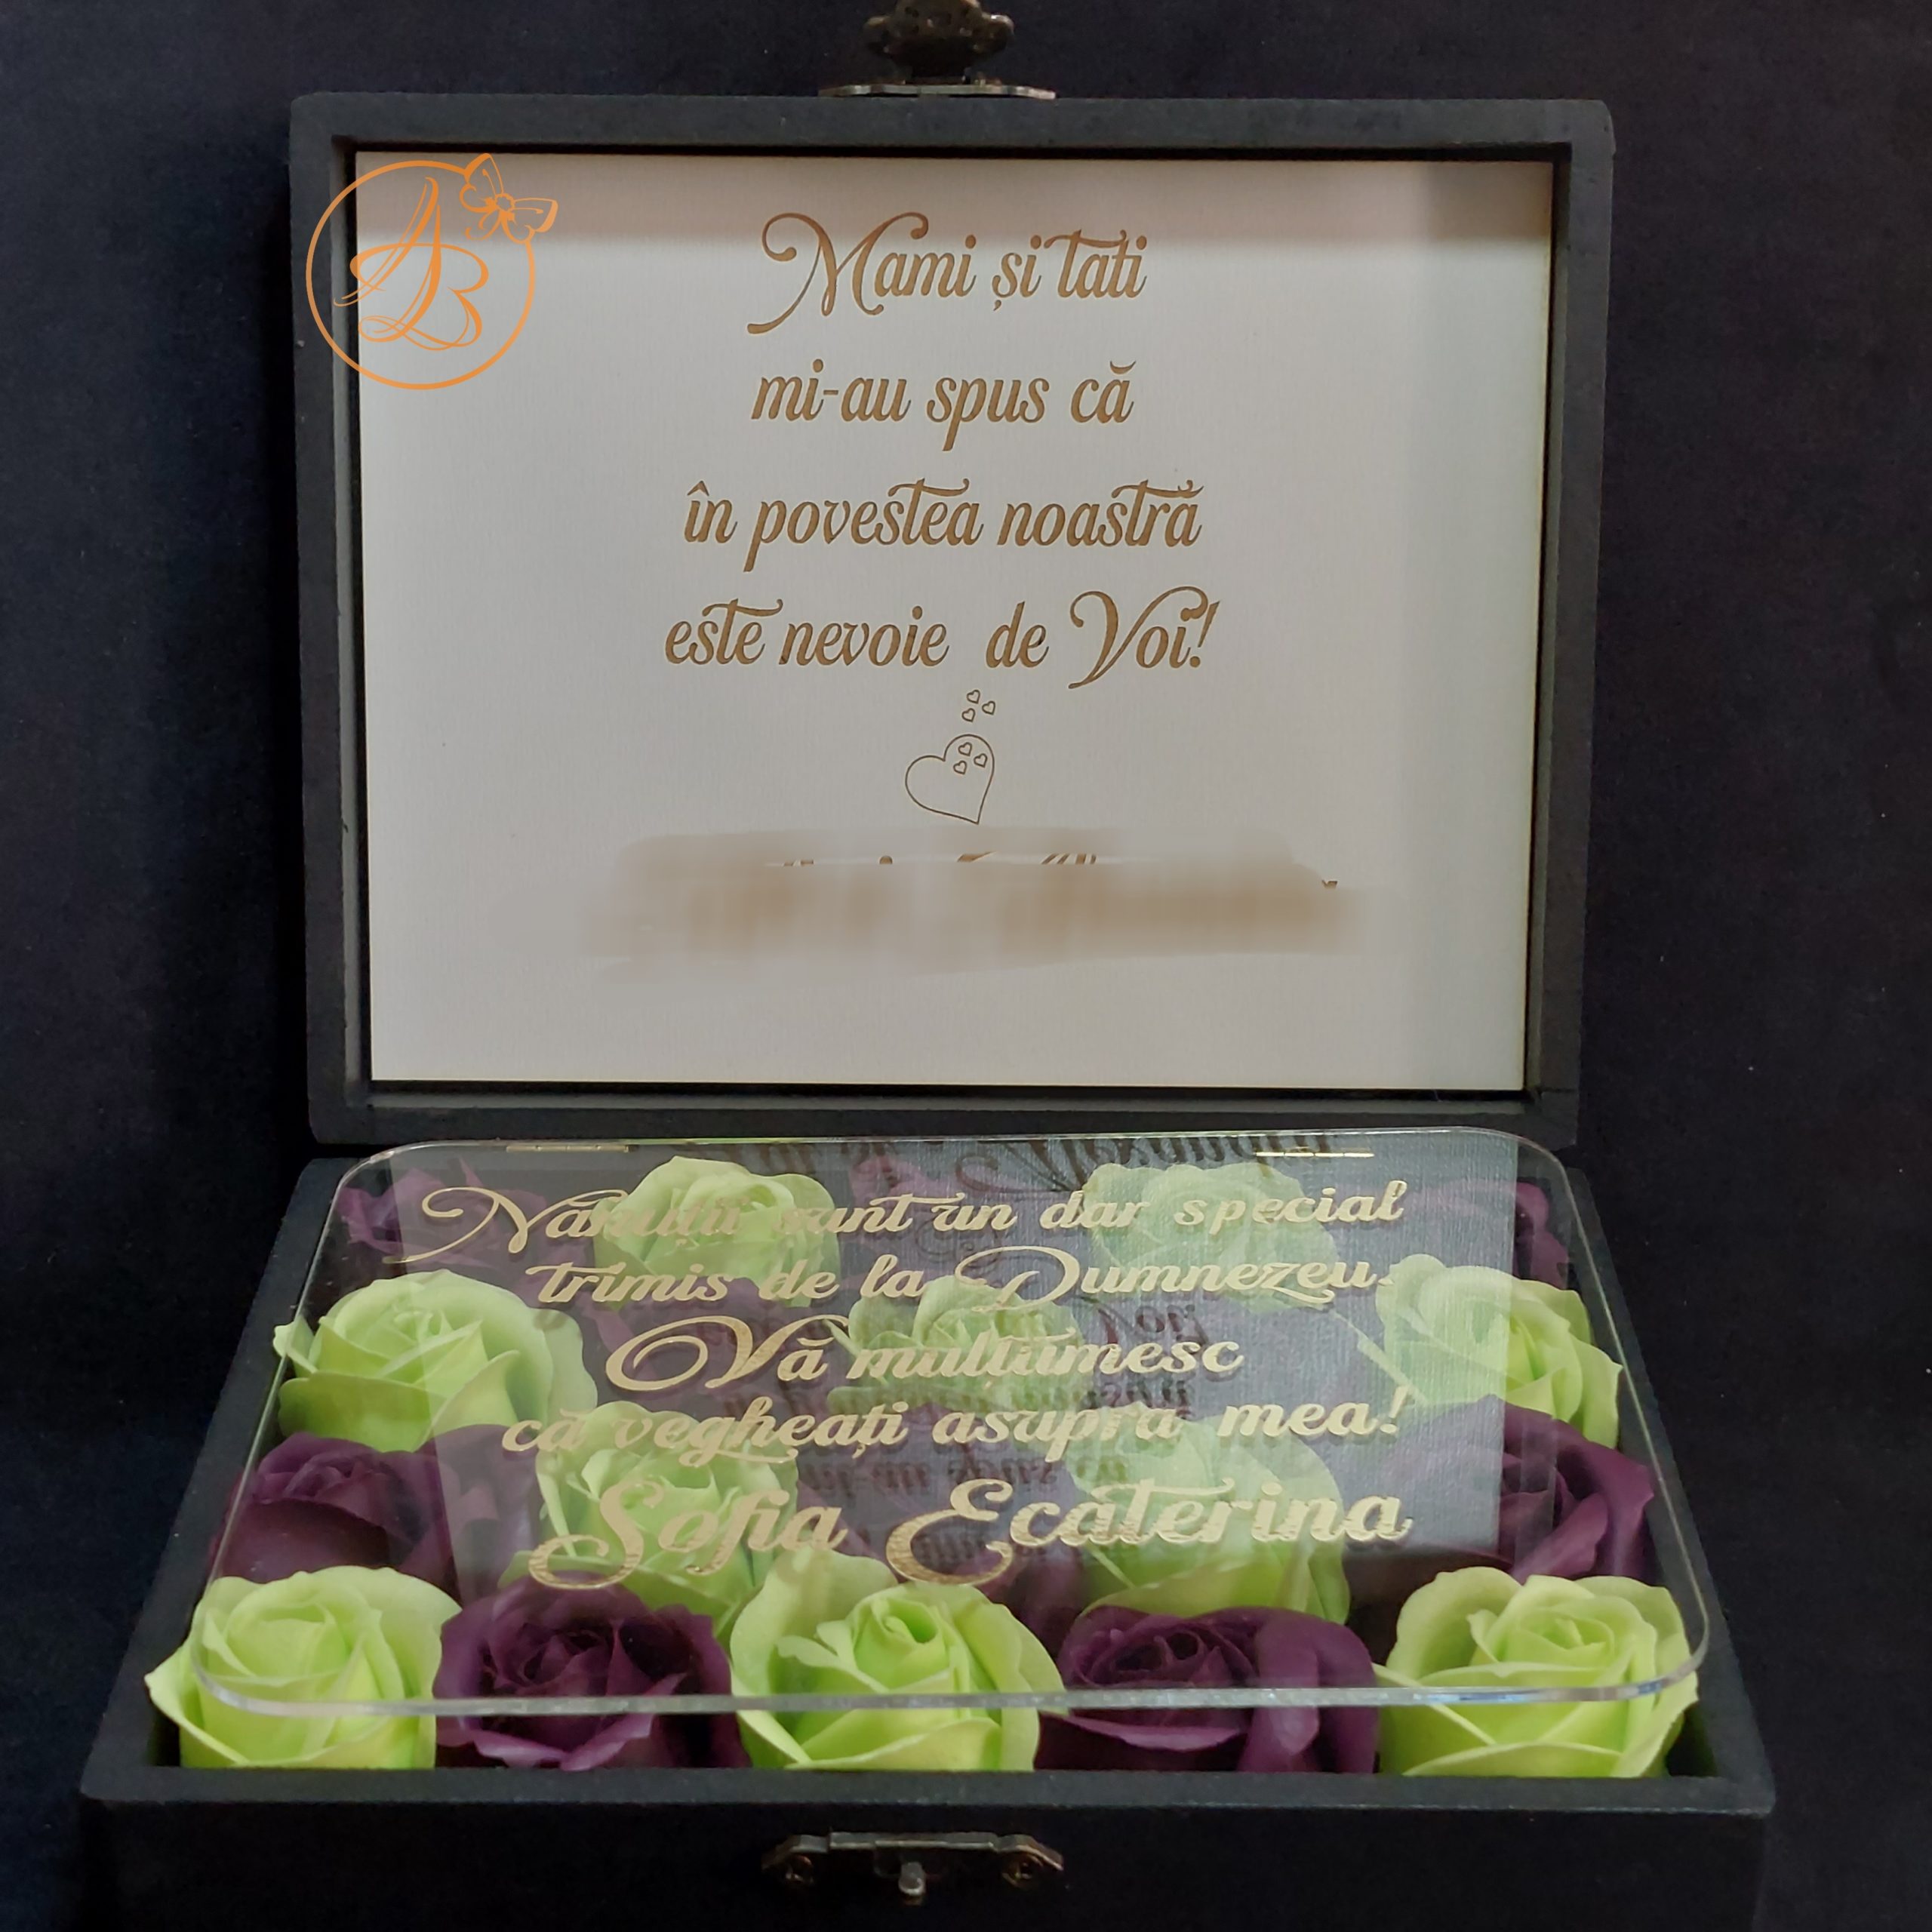 Mami și tati
mi-au spus că
în povestea noastră
este nevoie de Voi!
Nănuții sunt un dar special
trimis de la Dumnezeu.
Vă mulțumesc
că vegheați asupra mea!
Sofia Ecaterina